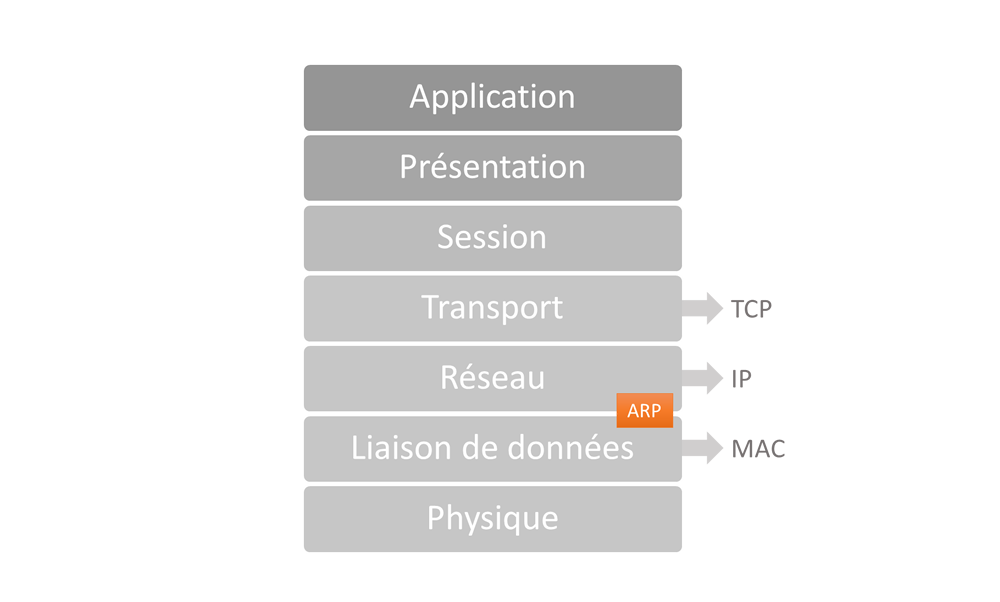 Application
Présentation
Session
Transport
TCP
Réseau
IP
ARP
Liaison de données
MAC
Physique